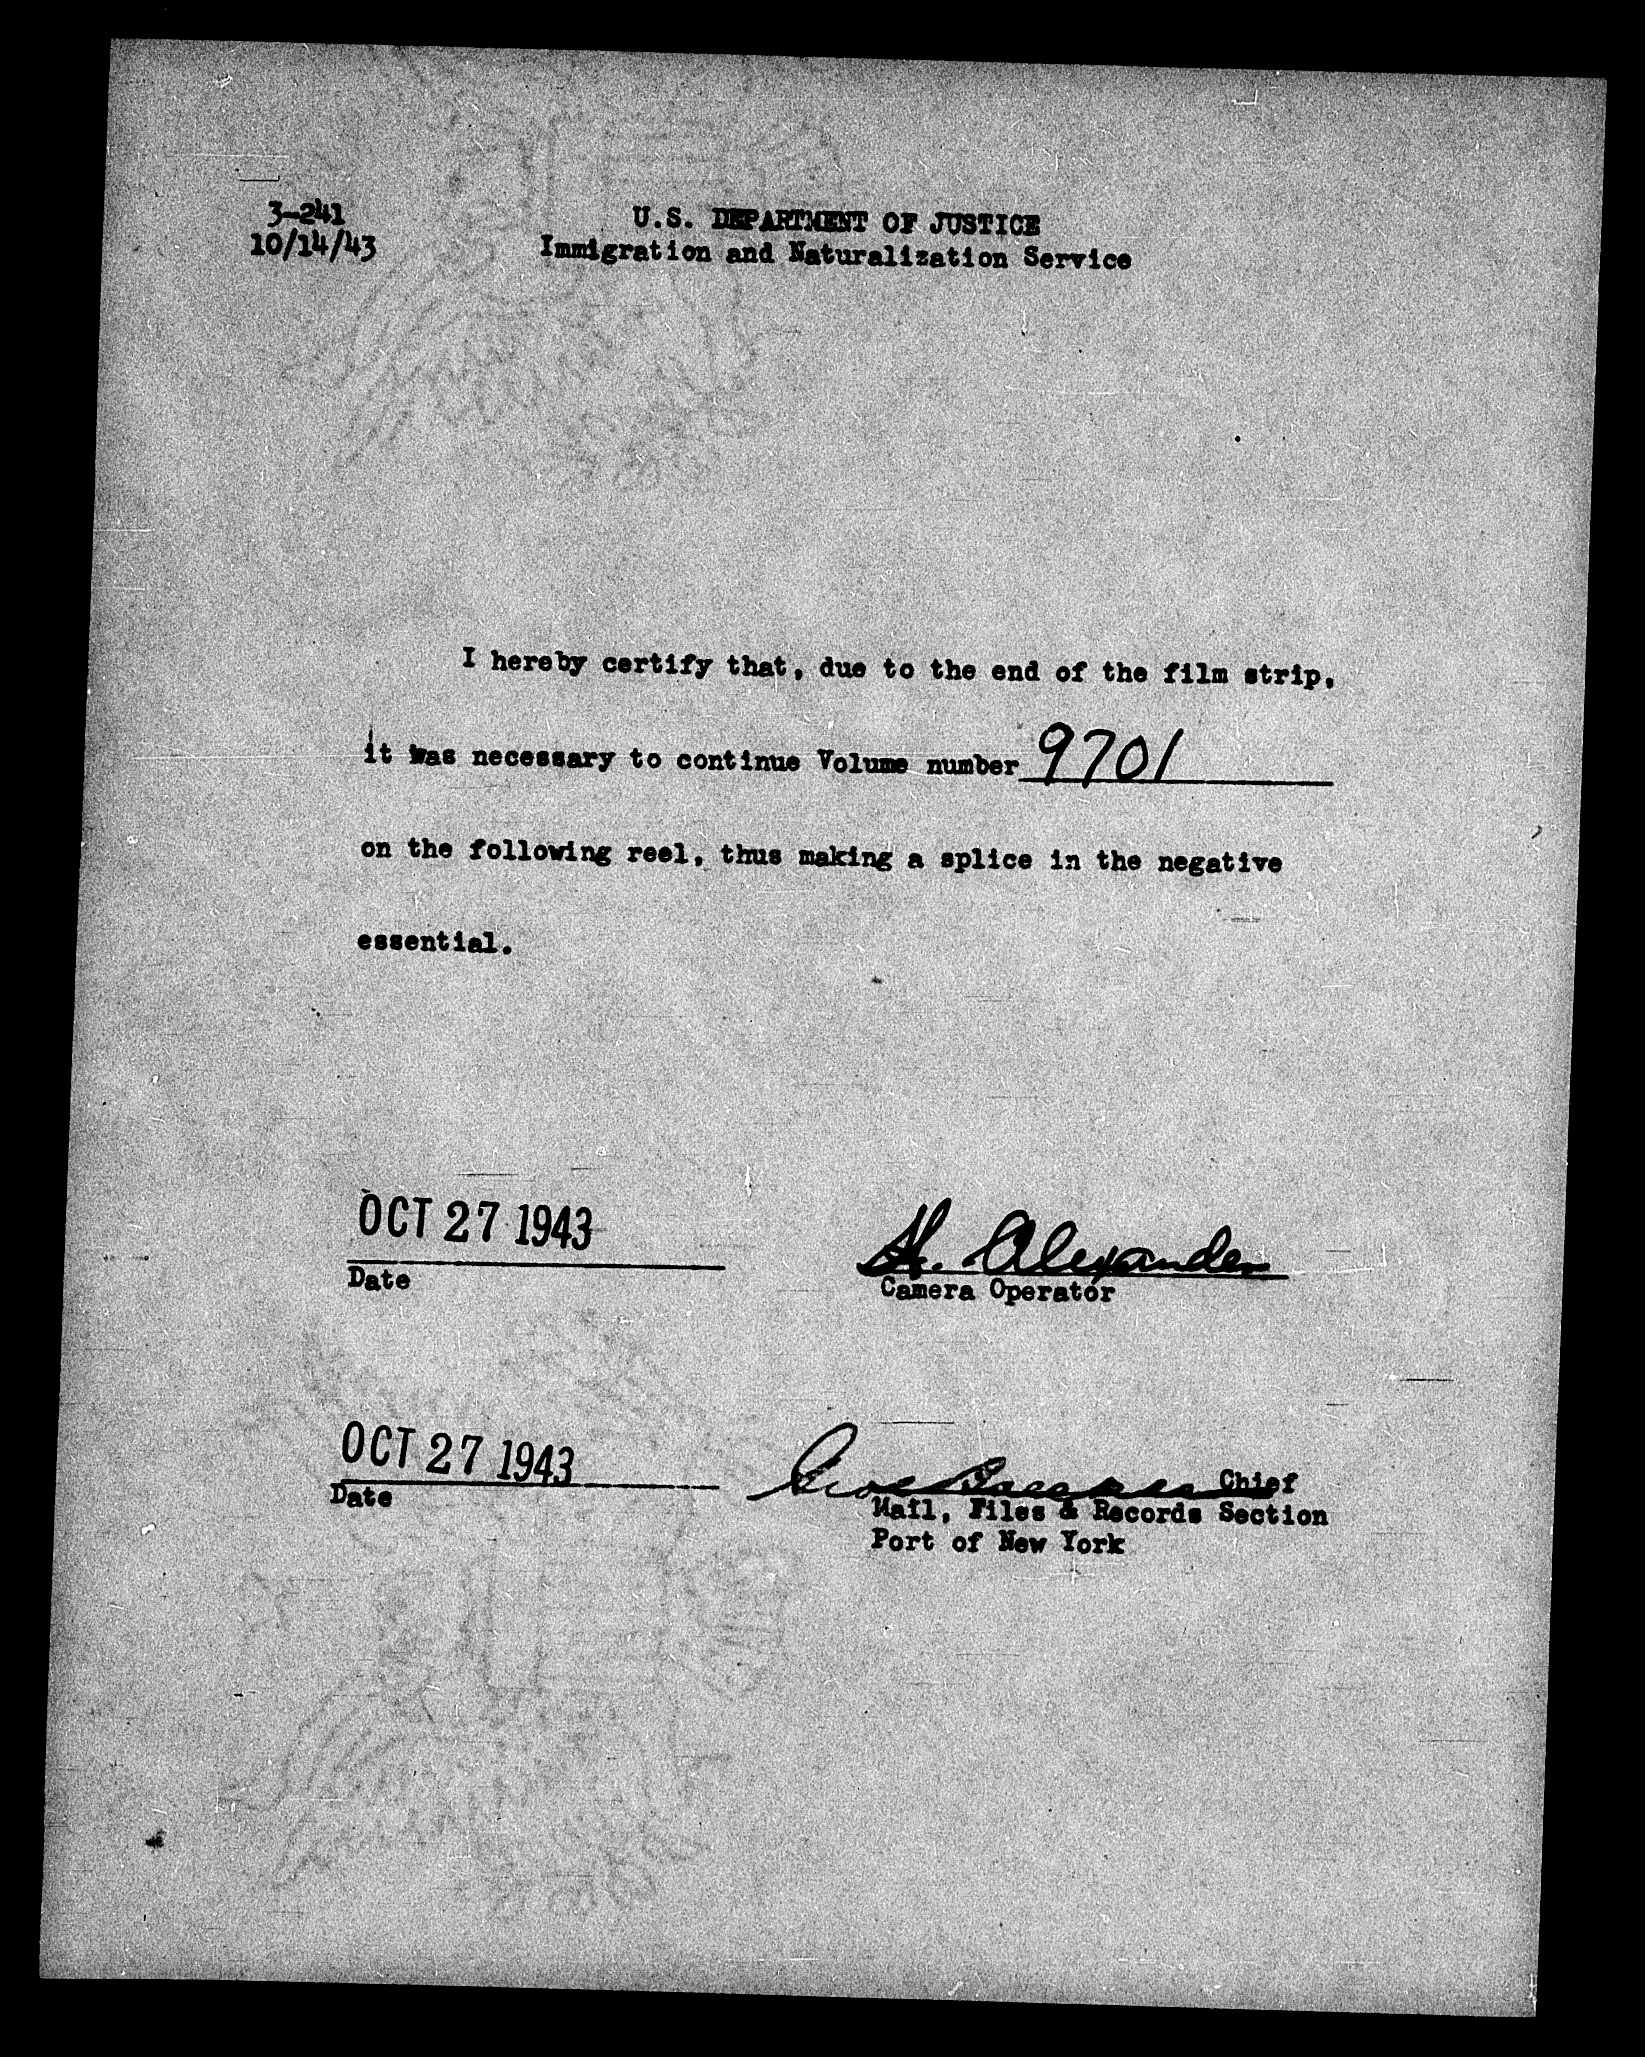 3-241
10/14/43
U.S. DEPARTMENT OF JUSTICE
Immigration and Naturalization Service
I hereby certify that, due to the end of the film strip,
it was necessary to continue Volume number 9701
on the following reel, thus making a splice in the negative
essential.
OCT 27 1943
Date
H. Alexander
Camera Operator
OCT 27 1943
Date
Chief
Mail, Files & Records Section
Port of New York